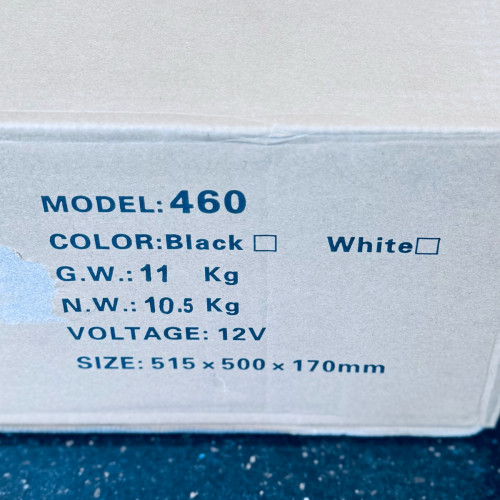 MODEL: 460
COLOR:Black □ White□
G.W.: 11 Kg
N.W.: 10.5 Kg
VOLTAGE: 12V
SIZE: 515 x 500 x 170mm